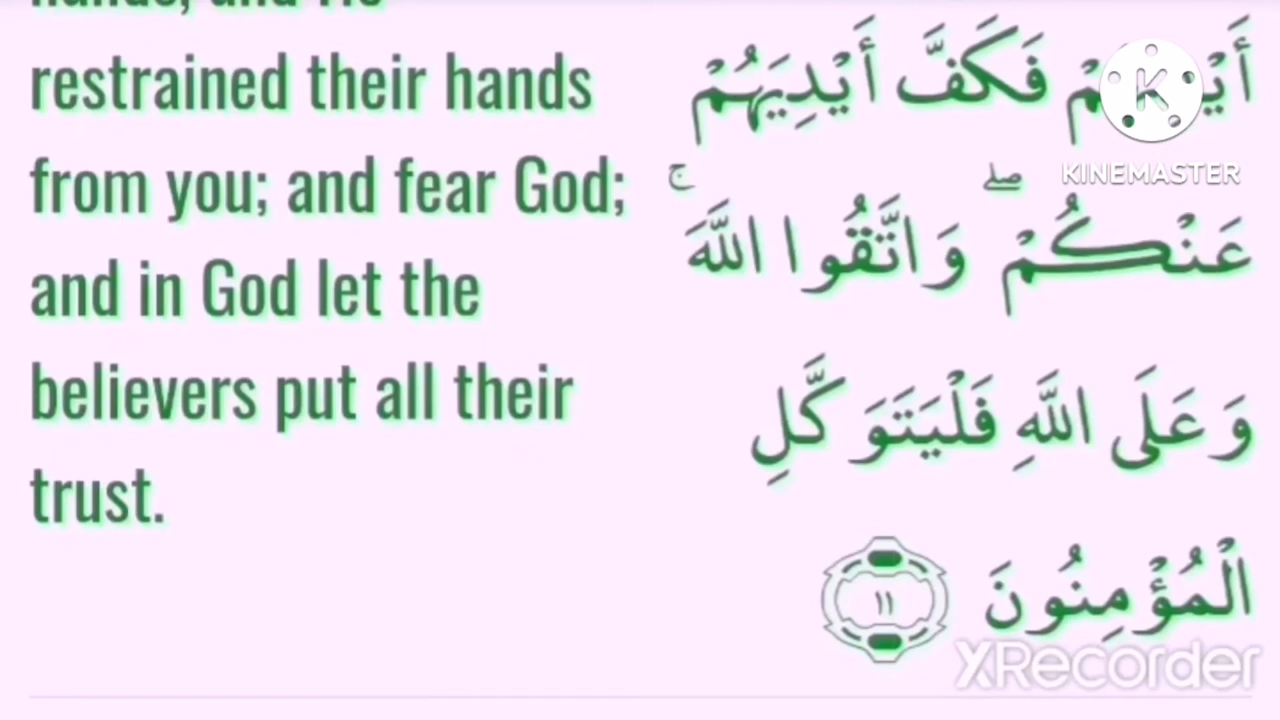 restrained their hands
from you; and fear God;
and in God let the
believers put all their
trust.
فَكَفَّ أَيْدِيَهُمْ
عَنْكُمْ ۖ وَاتَّقُوا اللَّهَ ۚ
وَعَلَى اللَّهِ فَلْيَتَوَكَّلِ
الْمُؤْمِنُونَ ١١
K
KINEMASTER
XRecorder